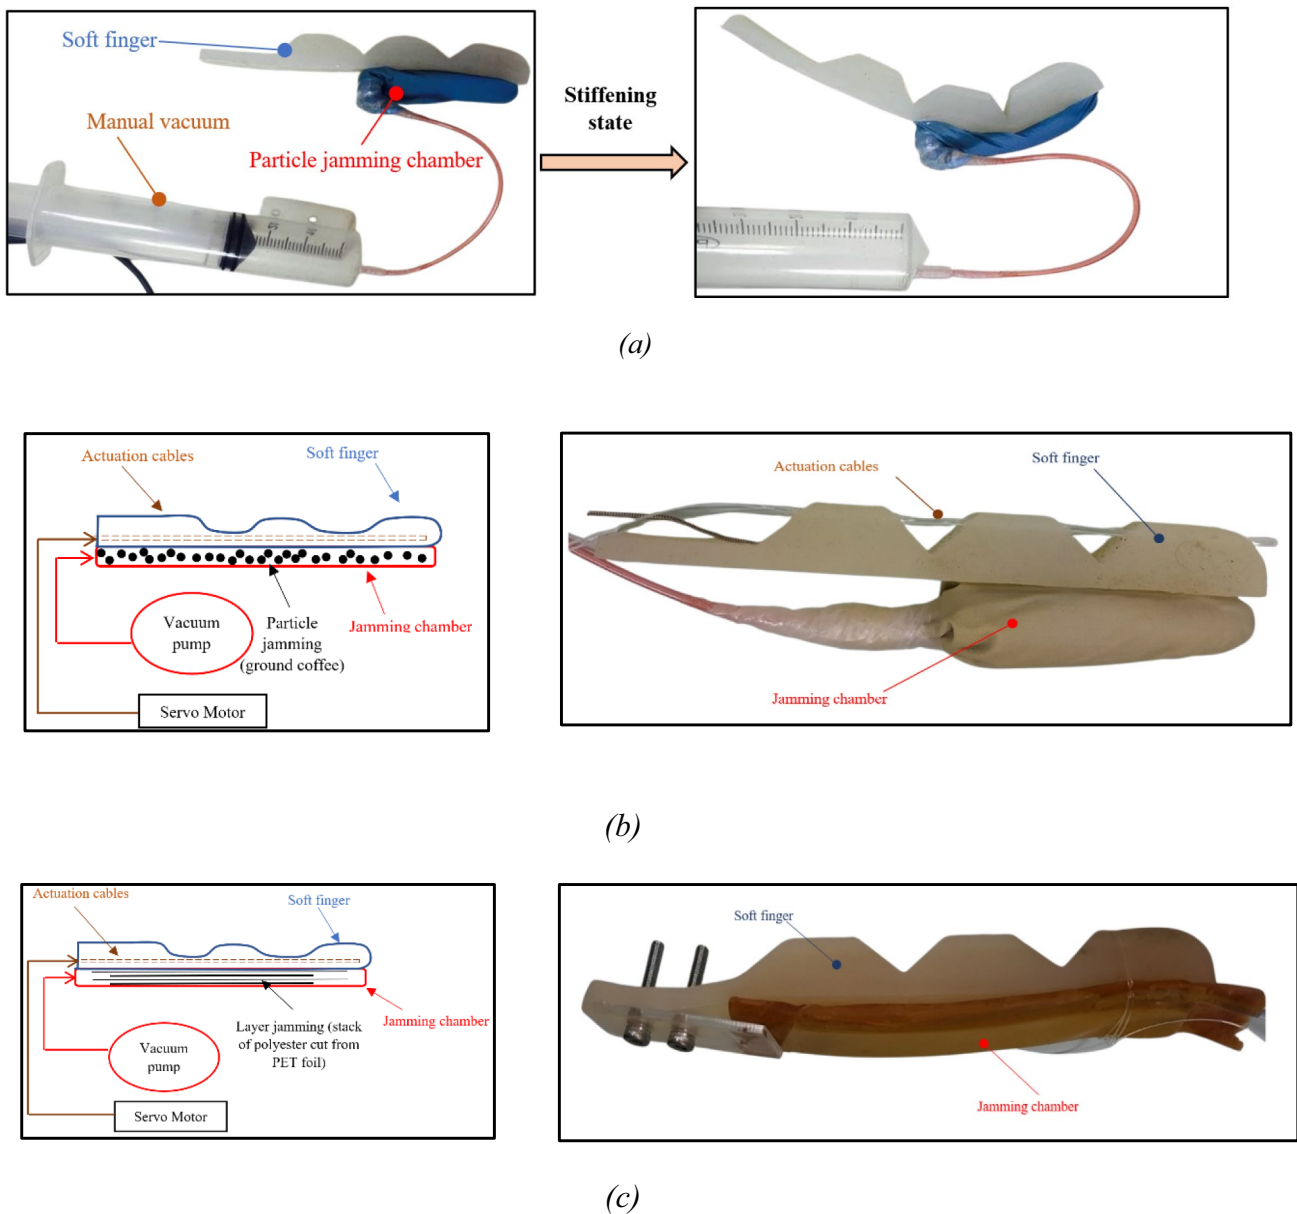 Soft finger
Manual vacuum
Particle jamming chamber
Stiffening
state
(a)
Actuation cables
Soft finger
Vacuum
pump
Particle
jamming
(ground coffee)
Jamming chamber
Servo Motor
Actuation cables
Soft finger
Jamming chamber
(b)
Actuation cables
Soft finger
Layer jamming (stack
of polyester cut from
PET foil)
Jamming chamber
Vacuum
pump
Servo Motor
Soft finger
Jamming chamber
(c)